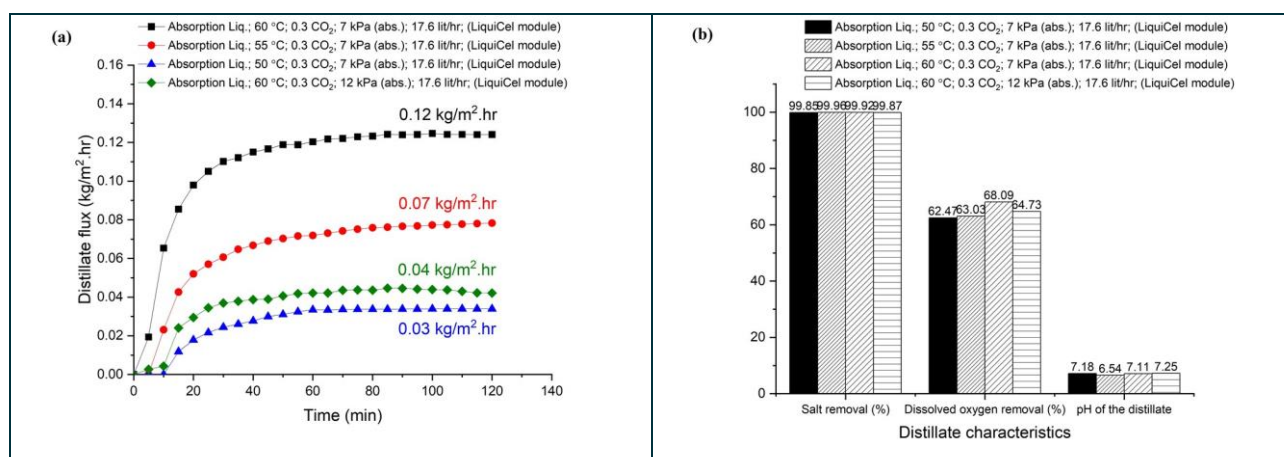 (a)
Absorption Liq.; 60 °C; 0.3 CO₂; 7 kPa (abs.); 17.6 lit/hr; (LiquiCel module)
Absorption Liq.; 55 °C; 0.3 CO₂; 7 kPa (abs.); 17.6 lit/hr; (LiquiCel module)
Absorption Liq.; 50 °C; 0.3 CO₂; 7 kPa (abs.); 17.6 lit/hr; (LiquiCel module)
Absorption Liq.; 60 °C; 0.3 CO₂; 12 kPa (abs.); 17.6 lit/hr; (LiquiCel module)
0.16
0.14
0.12
0.10
0.08
0.06
0.04
0.02
0.00
Distillate flux (kg/m².hr)
0.12 kg/m².hr
0.07 kg/m².hr
0.04 kg/m².hr
0.03 kg/m².hr
0 20 40 60 80 100 120 140
Time (min)
(b)
Absorption Liq.; 50 °C; 0.3 CO₂; 7 kPa (abs.); 17.6 lit/hr; (LiquiCel module)
Absorption Liq.; 55 °C; 0.3 CO₂; 7 kPa (abs.); 17.6 lit/hr; (LiquiCel module)
Absorption Liq.; 60 °C; 0.3 CO₂; 7 kPa (abs.); 17.6 lit/hr; (LiquiCel module)
Absorption Liq.; 60 °C; 0.3 CO₂; 12 kPa (abs.); 17.6 lit/hr; (LiquiCel module)
99.85 99.96 99.92 99.87
62.47 63.03 68.09 64.73
7.18 6.54 7.11 7.25
100
80
60
40
20
0
Salt removal (%) Dissolved oxygen removal (%) pH of the distillate
Distillate characteristics